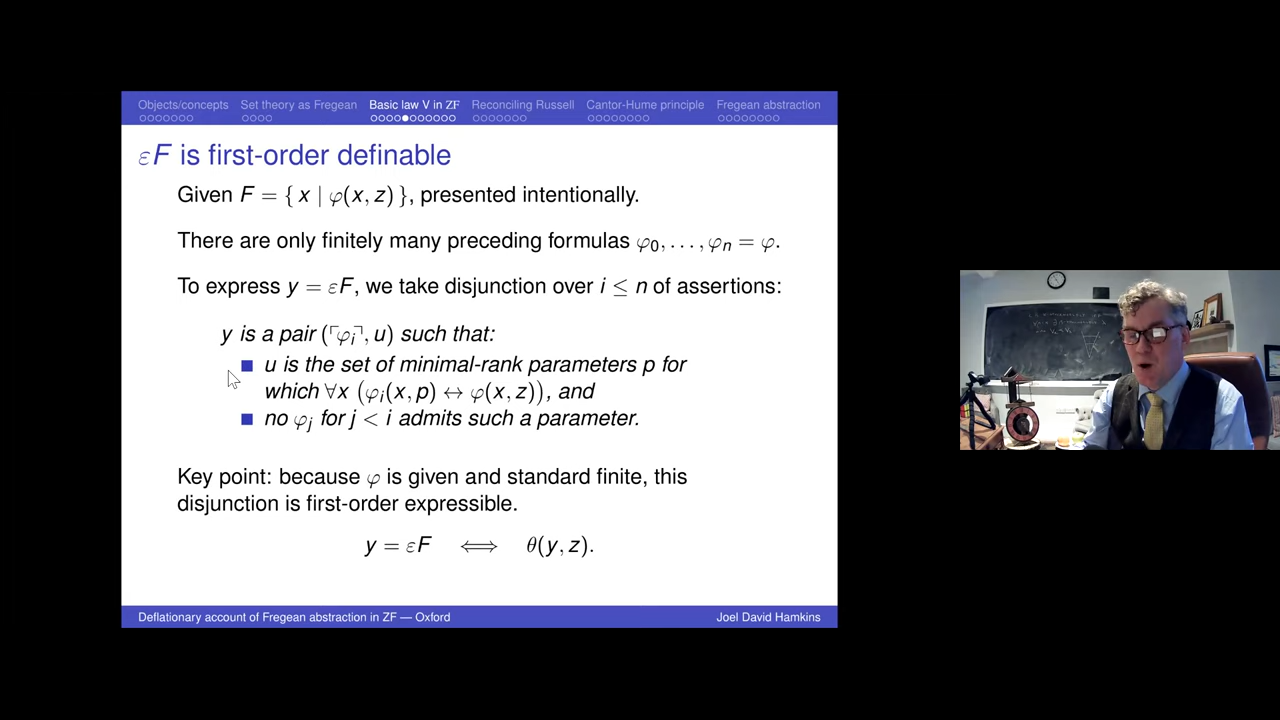 Objects/concepts Set theory as Fregean Basic law V in ZF Reconciling Russell Cantor-Hume principle Fregean abstraction
εF is first-order definable
Given F = { x | φ(x, z) }, presented intentionally.
There are only finitely many preceding formulas φ₀, . . . , φₙ = φ.
To express y = εF, we take disjunction over i ≤ n of assertions:
y is a pair (⌜φᵢ⌝, u) such that:
u is the set of minimal-rank parameters p for
which ∀x (φᵢ(x, p) ↔ φ(x, z)), and
no φⱼ for j < i admits such a parameter.
Key point: because φ is given and standard finite, this
disjunction is first-order expressible.
y = εF ⟺ θ(y, z).
Deflationary account of Fregean abstraction in ZF — Oxford Joel David Hamkins